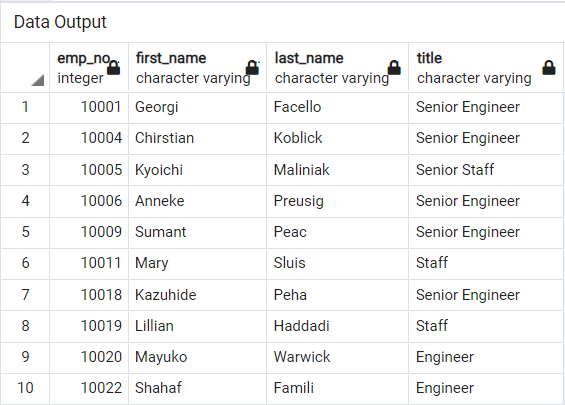 Data Output
emp_no first_name last_name title
integer character varying character varying character varying
1 10001 Georgi Facello Senior Engineer
2 10004 Chirstian Koblick Senior Engineer
3 10005 Kyoichi Maliniak Senior Staff
4 10006 Anneke Preusig Senior Engineer
5 10009 Sumant Peac Senior Engineer
6 10011 Mary Sluis Staff
7 10018 Kazuhide Peha Senior Engineer
8 10019 Lillian Haddadi Staff
9 10020 Mayuko Warwick Engineer
10 10022 Shahaf Famili Engineer